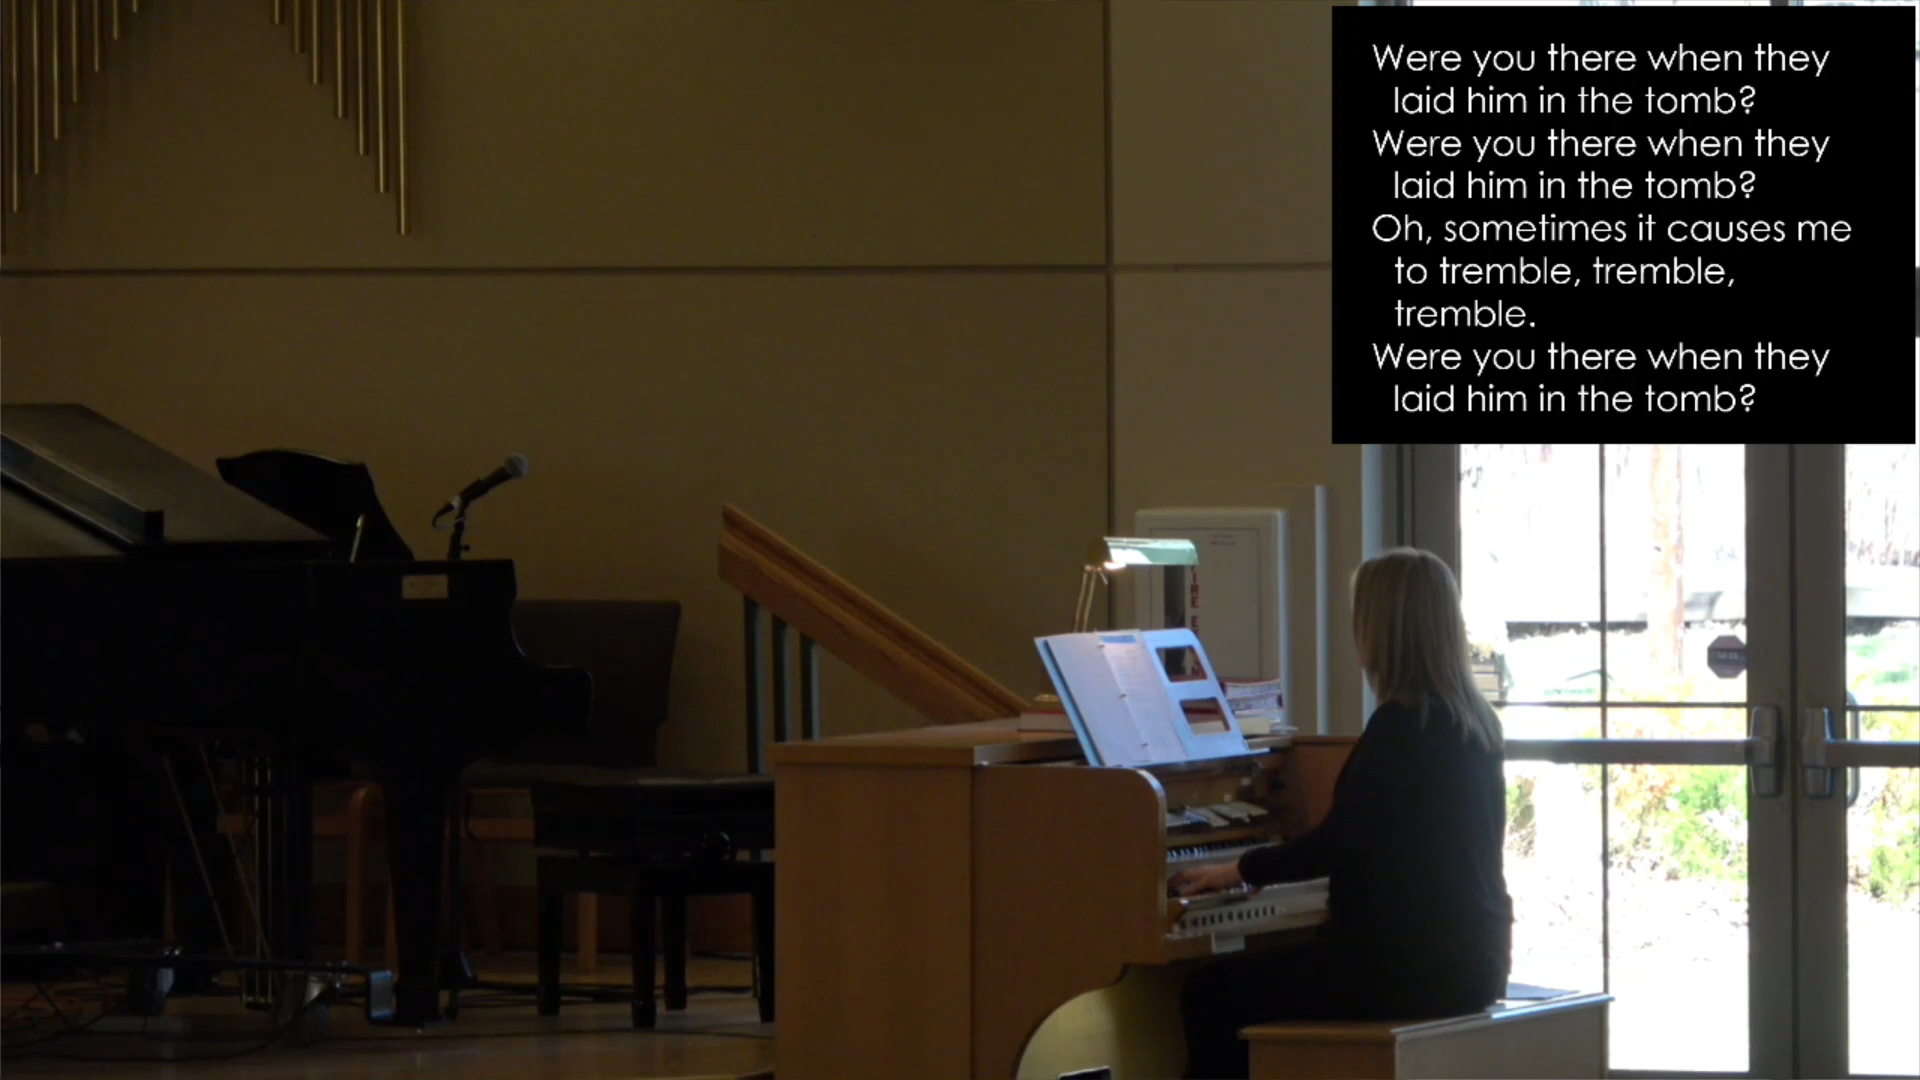 Were you there when they
laid him in the tomb?
Were you there when they
laid him in the tomb?
Oh, sometimes it causes me
to tremble, tremble,
tremble.
Were you there when they
laid him in the tomb?